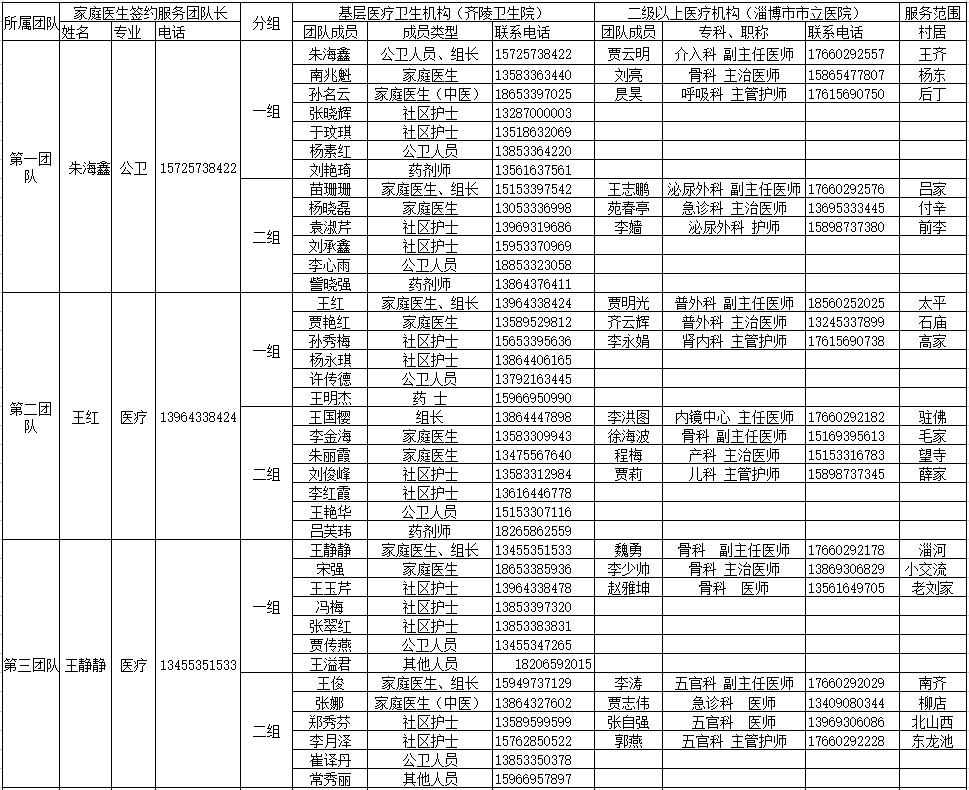 所属团队 家庭医生签约服务团队长 分组 基层医疗卫生机构（齐陵卫生院） 二级以上医疗机构（淄博市市立医院） 服务范围
姓名 专业 电话 团队成员 成员类型 联系电话 团队成员 专科、职称 联系电话 村居
第一团队 朱海鑫 公卫 15725738422
一组
朱海鑫 公卫人员、组长 15725738422 贾云明 介入科 副主任医师 17660292557 王齐
南兆魁 家庭医生 13583363440 刘亮 骨科 主治医师 15865477807 杨东
孙名云 家庭医生（中医） 18653397025 昃昊 呼吸科 主管护师 17615690750 后丁
张晓辉 社区护士 13287000003
于玟琪 社区护士 13518632069
杨素红 公卫人员 13853364220
刘艳琦 药剂师 13561637561
二组
苗珊珊 家庭医生、组长 15153397542 王志鹏 泌尿外科 副主任医师 17660292576 吕家
杨晓磊 家庭医生 13053336998 苑春亭 急诊科 主治医师 13695333445 付辛
袁淑芹 社区护士 13969319686 李嫱 泌尿外科 护师 15898737380 前李
刘承鑫 社区护士 15953370969
李心雨 公卫人员 18853323058
訾晓强 药剂师 13864376411
第二团队 王红 医疗 13964338424
一组
王红 家庭医生、组长 13964338424 贾明光 普外科 副主任医师 18560252025 太平
贾艳红 家庭医生 13589529812 齐云辉 普外科 主治医师 13245337899 石庙
孙秀梅 社区护士 15653395636 李永娟 肾内科 主管护师 17615690738 高家
杨永琪 社区护士 13864406165
许传德 公卫人员 13792163445
王明杰 药 士 15966950990
二组
王国樱 组长 13864447898 李洪图 内镜中心 主任医师 17660292182 驻佛
李金海 家庭医生 13583309943 徐海波 骨科 副主任医师 15169395613 毛家
朱丽霞 家庭医生 13475567640 程梅 产科 主治医师 15153316783 望寺
刘俊峰 社区护士 13583312984 贾莉 儿科 主管护师 15898737345 薛家
李红霞 社区护士 13616446778
王艳华 公卫人员 15153307116
吕芙玮 药剂师 18265862559
第三团队 王静静 医疗 13455351533
一组
王静静 家庭医生、组长 13455351533 魏勇 骨科 副主任医师 17660292178 淄河
宋强 家庭医生 18653385936 李少帅 骨科 主治医师 13869306829 小交流
王玉芹 社区护士 13964338478 赵雅坤 骨科 医师 13561649705 老刘家
冯梅 社区护士 13853397320
张翠红 社区护士 13853383831
贾传燕 公卫人员 13455347265
王溢君 其他人员 18206592015
二组
王俊 家庭医生、组长 15949737129 李涛 五官科 副主任医师 17660292029 南齐
张娜 家庭医生（中医） 13864327602 贾志伟 急诊科 医师 13409080344 柳店
郑秀芬 社区护士 13589599599 张自强 五官科 医师 13969306086 北山西
李月泽 社区护士 15762850522 郭燕 五官科 主管护师 17660292228 东龙池
崔译丹 公卫人员 13853350378
常秀丽 其他人员 15966957897